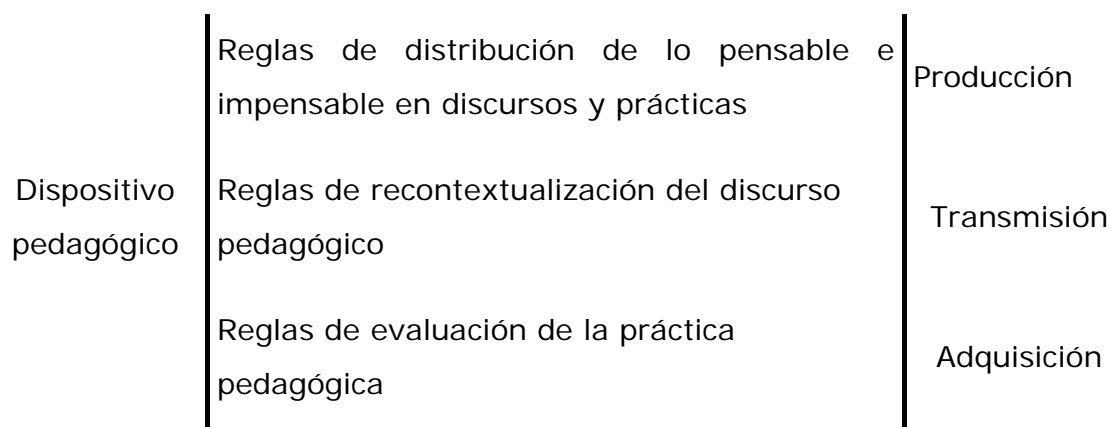 Reglas de distribución de lo pensable e
impensable en discursos y prácticas
Producción
Dispositivo
pedagógico
Reglas de recontextualización del discurso
pedagógico
Transmisión
Reglas de evaluación de la práctica
pedagógica
Adquisición